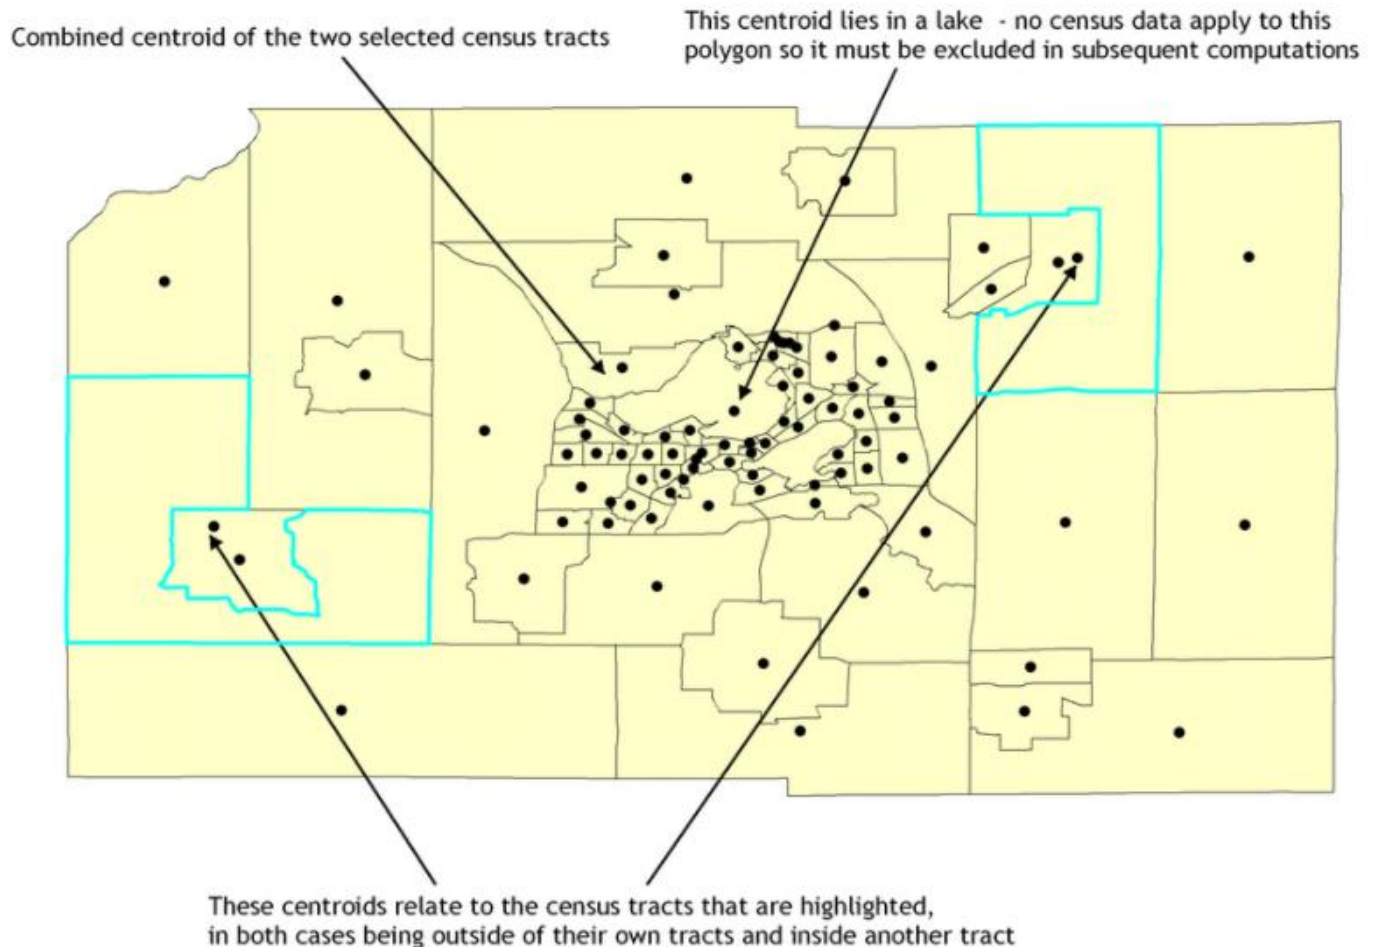 Combined centroid of the two selected census tracts
This centroid lies in a lake - no census data apply to this
polygon so it must be excluded in subsequent computations
These centroids relate to the census tracts that are highlighted,
in both cases being outside of their own tracts and inside another tract